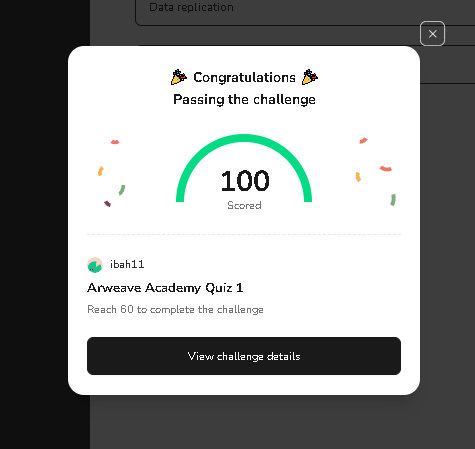 Data replication
🎉 Congratulations 🎉
Passing the challenge
100
Scored
ibah11
Arweave Academy Quiz 1
Reach 60 to complete the challenge
View challenge details